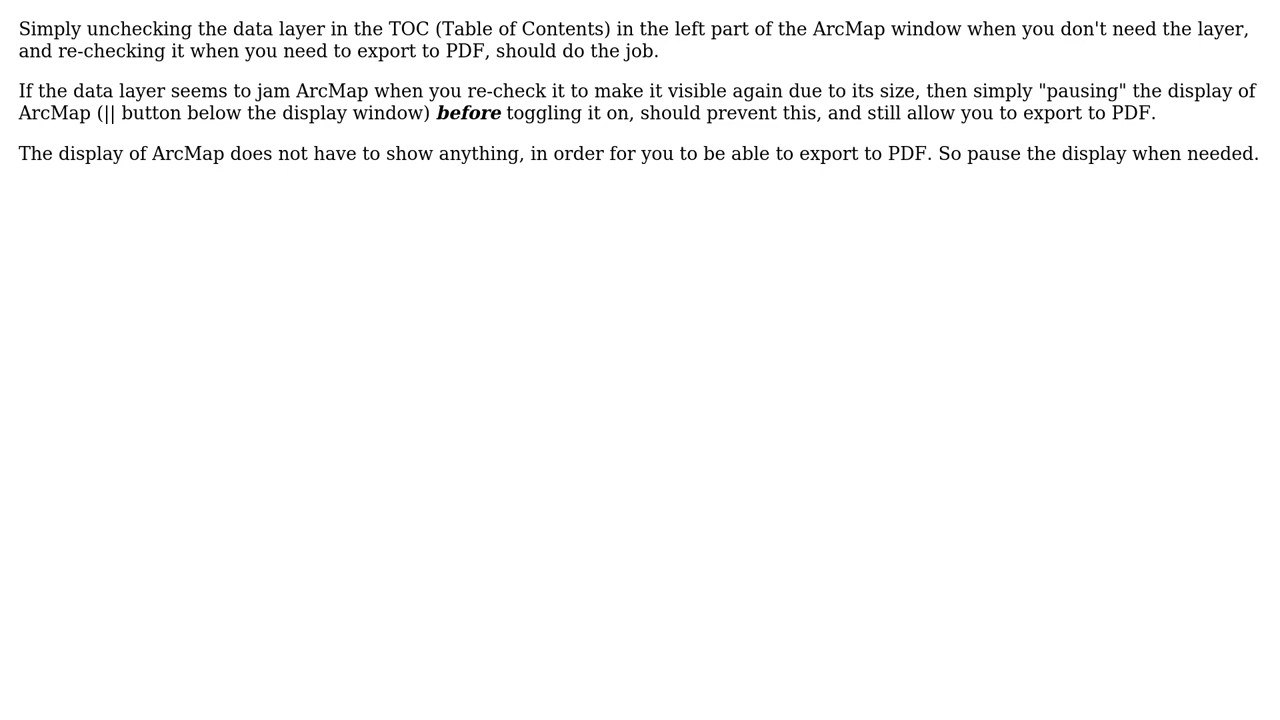 Simply unchecking the data layer in the TOC (Table of Contents) in the left part of the ArcMap window when you don't need the layer,
and re-checking it when you need to export to PDF, should do the job.
If the data layer seems to jam ArcMap when you re-check it to make it visible again due to its size, then simply "pausing" the display of
ArcMap (|| button below the display window) before toggling it on, should prevent this, and still allow you to export to PDF.
The display of ArcMap does not have to show anything, in order for you to be able to export to PDF. So pause the display when needed.